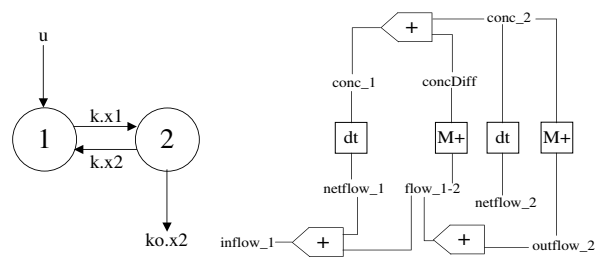 u
k.x1
1
2
k.x2
ko.x2
conc_2
+
conc_1
concDiff
dt
M+
dt
M+
netflow_1
flow_1-2
netflow_2
inflow_1
+
+
outflow_2